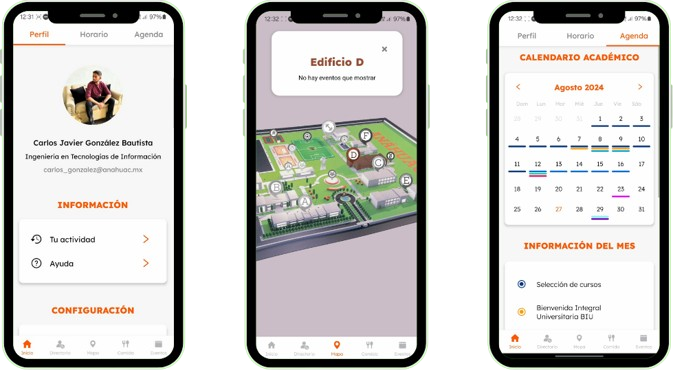 12:31
97%
Perfil Horario Agenda
Carlos Javier González Bautista
Ingeniería en Tecnologías de Información
carlos_gonzalez@anahuac.mx
INFORMACIÓN
Tu actividad
Ayuda
CONFIGURACIÓN
Inicio Directorio Mapa Comida Eventos
12:32
97%
Edificio D
No hay eventos que mostrar
F
D
C
E
B
A
Inicio Directorio Mapa Comida Eventos
12:32
97%
Perfil Horario Agenda
CALENDARIO ACADÉMICO
Agosto 2024
Dom Lun Mar Mié Jue Vie Sáb
28 29 30 31 1 2 3
4 5 6 7 8 9 10
11 12 13 14 15 16 17
18 19 20 21 22 23 24
25 26 27 28 29 30 31
INFORMACIÓN DEL MES
Selección de cursos
Bienvenida Integral
Universitaria BIU
Inicio Directorio Mapa Comida Eventos